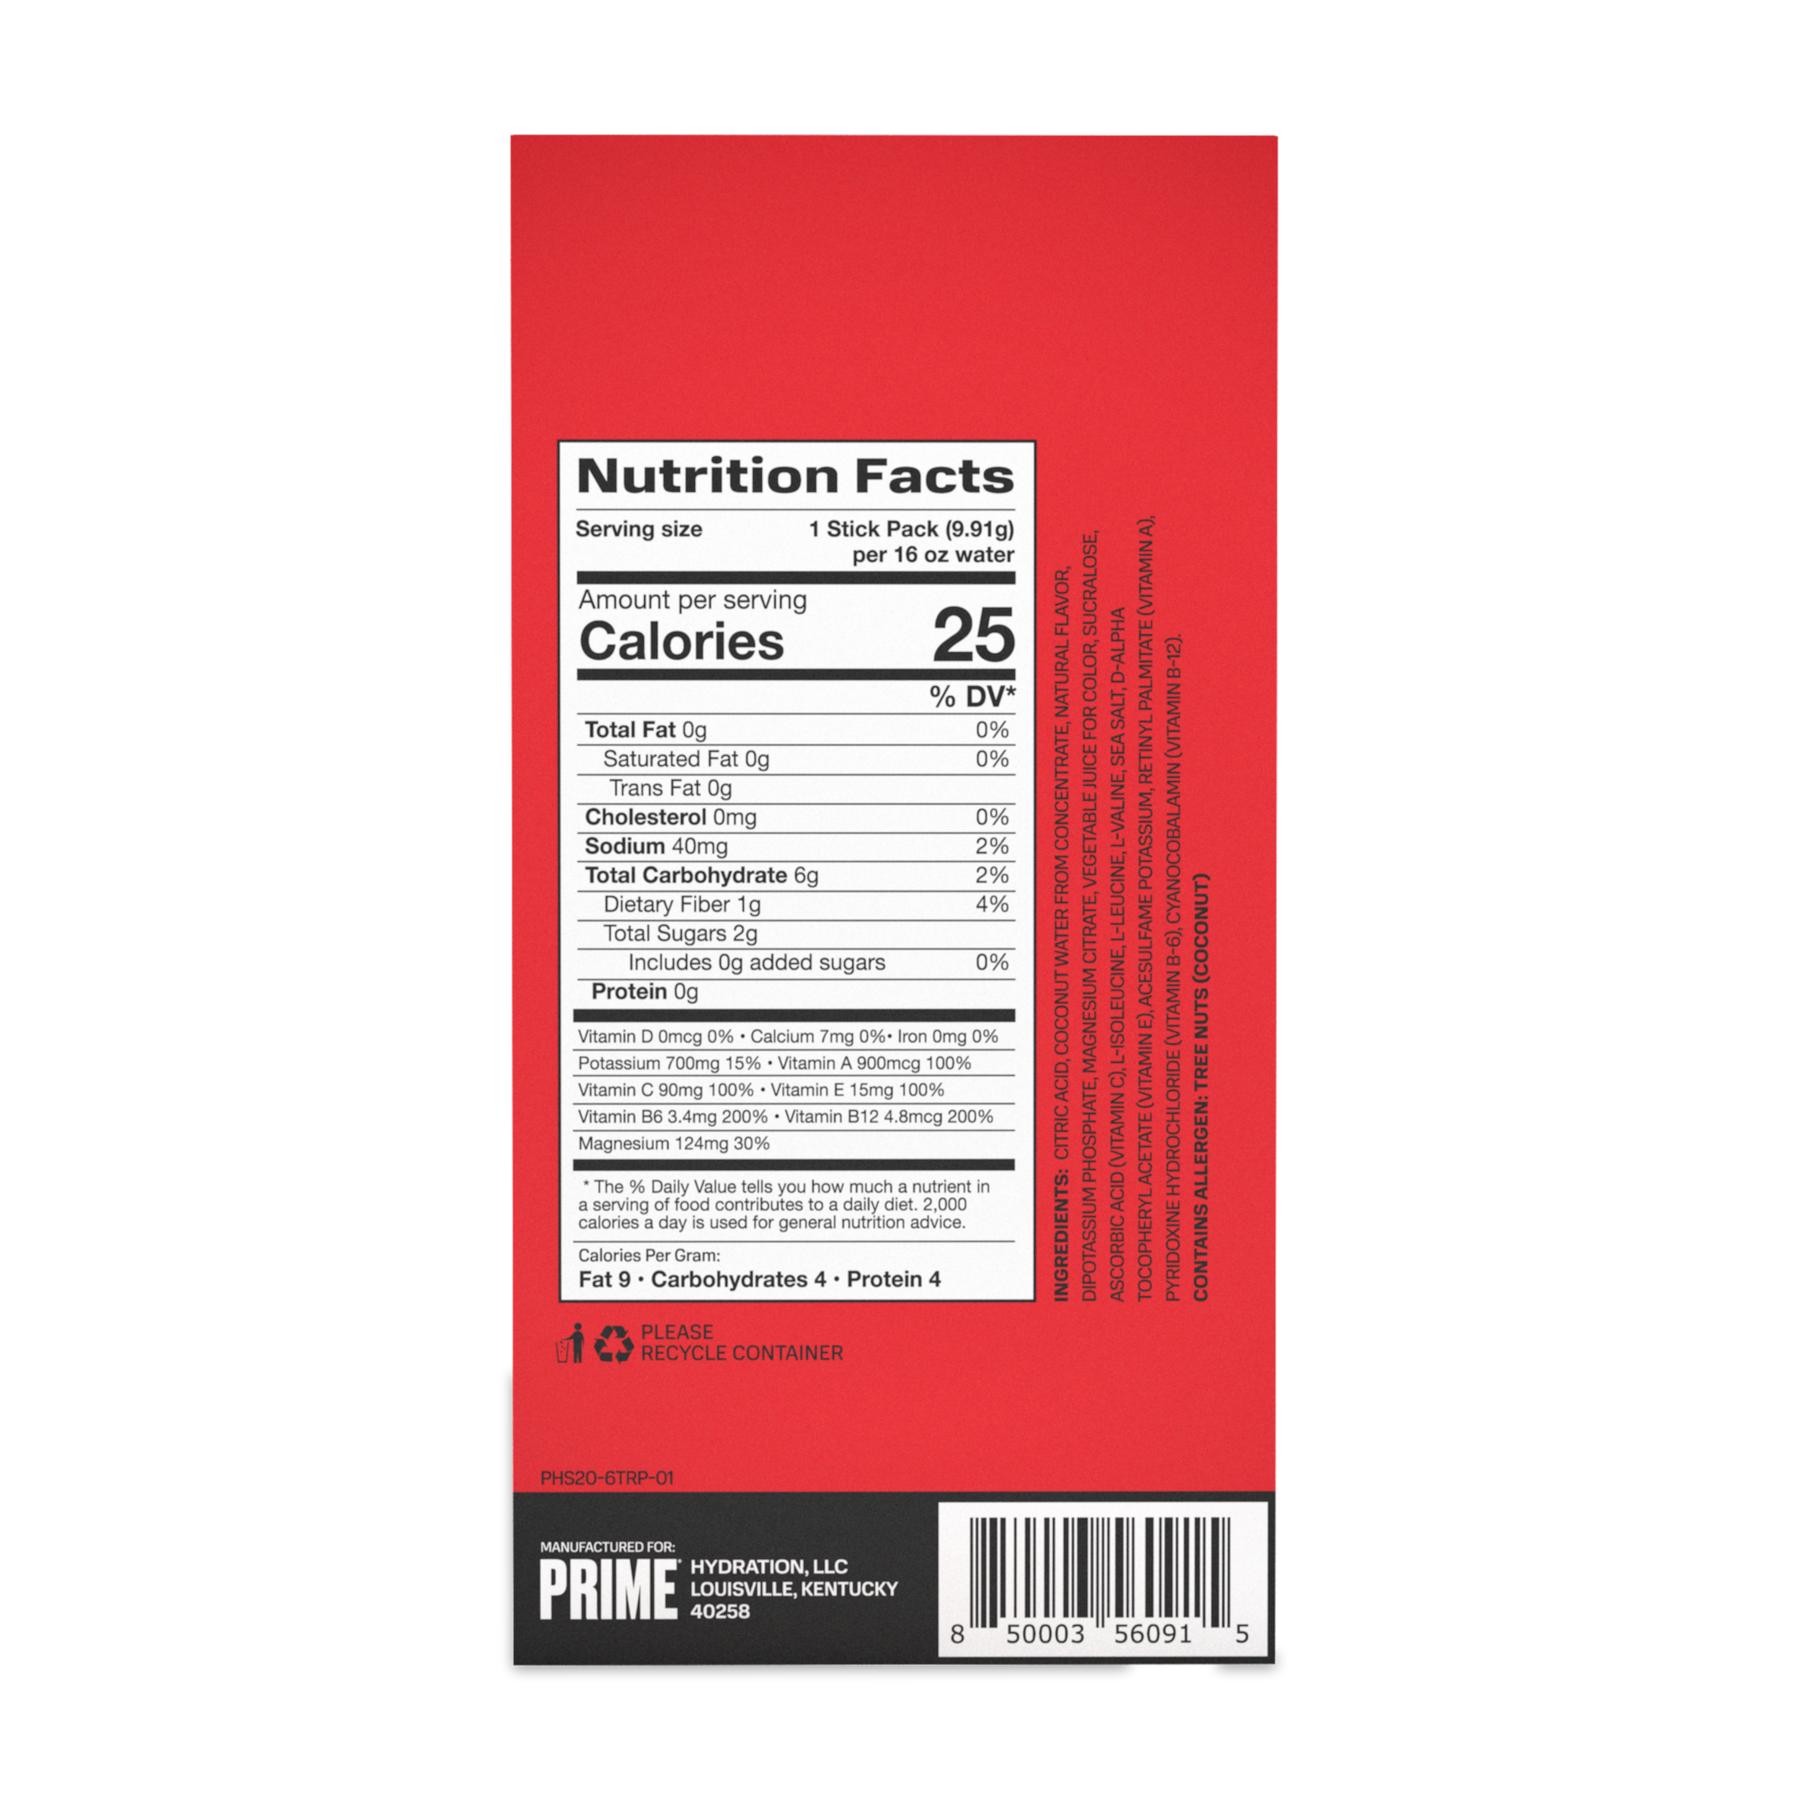 Nutrition Facts
Serving size 1 Stick Pack (9.91g)
per 16 oz water
Amount per serving
Calories 25
% DV*
Total Fat 0g 0%
Saturated Fat 0g 0%
Trans Fat 0g
Cholesterol 0mg 0%
Sodium 40mg 2%
Total Carbohydrate 6g 2%
Dietary Fiber 1g 4%
Total Sugars 2g
Includes 0g added sugars 0%
Protein 0g
Vitamin D 0mcg 0% • Calcium 7mg 0%• Iron 0mg 0%
Potassium 700mg 15% • Vitamin A 900mcg 100%
Vitamin C 90mg 100% • Vitamin E 15mg 100%
Vitamin B6 3.4mg 200% • Vitamin B12 4.8mcg 200%
Magnesium 124mg 30%
* The % Daily Value tells you how much a nutrient in
a serving of food contributes to a daily diet. 2,000
calories a day is used for general nutrition advice.
Calories Per Gram:
Fat 9 • Carbohydrates 4 • Protein 4
INGREDIENTS: CITRIC ACID, COCONUT WATER FROM CONCENTRATE, NATURAL FLAVOR,
DIPOTASSIUM PHOSPHATE, MAGNESIUM CITRATE, VEGETABLE JUICE FOR COLOR, SUCRALOSE,
ASCORBIC ACID (VITAMIN C), L-ISOLEUCINE, L-LEUCINE, L-VALINE, SEA SALT, D-ALPHA
TOCOPHERYL ACETATE (VITAMIN E), ACESULFAME POTASSIUM, RETINYL PALMITATE (VITAMIN A),
PYRIDOXINE HYDROCHLORIDE (VITAMIN B-6), CYANOCOBALAMIN (VITAMIN B-12).
CONTAINS ALLERGEN: TREE NUTS (COCONUT)
PLEASE
RECYCLE CONTAINER
PHS20-6TRP-01
MANUFACTURED FOR:
PRIME® HYDRATION, LLC
LOUISVILLE, KENTUCKY
40258
8 50003 56091 5